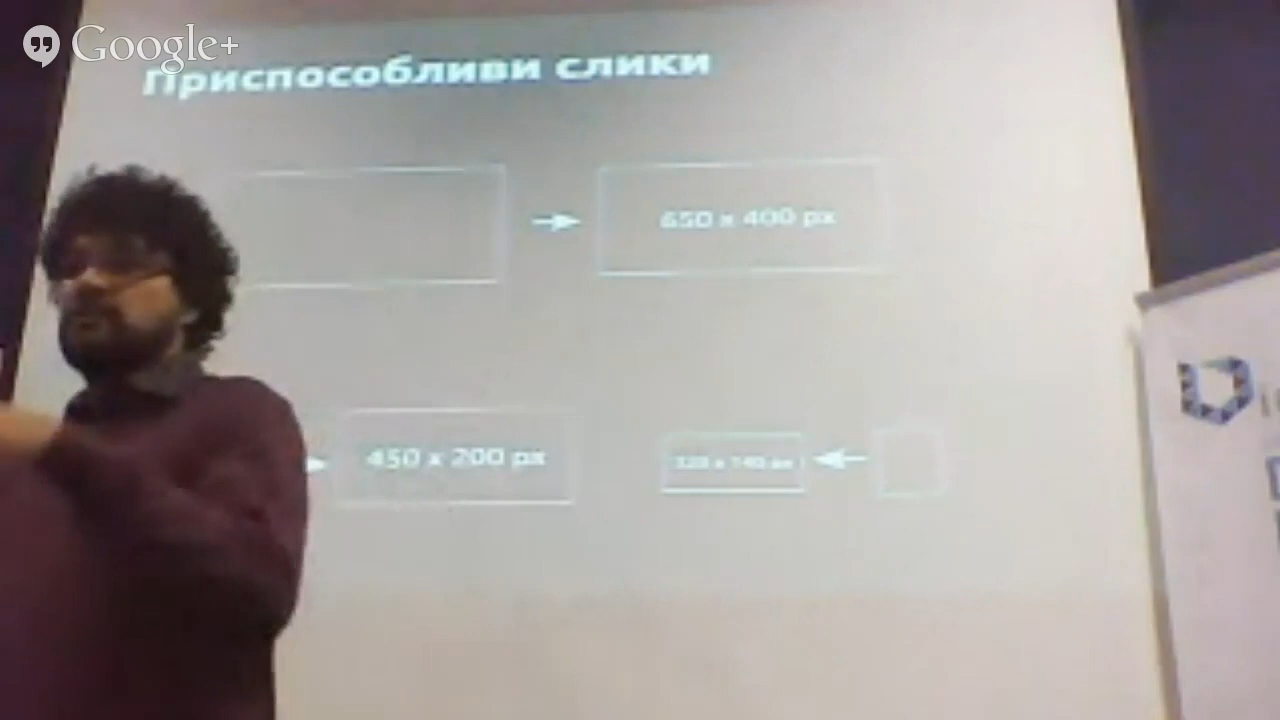 Google+
Приспособливи слики
650 x 400 px
450 x 200 px